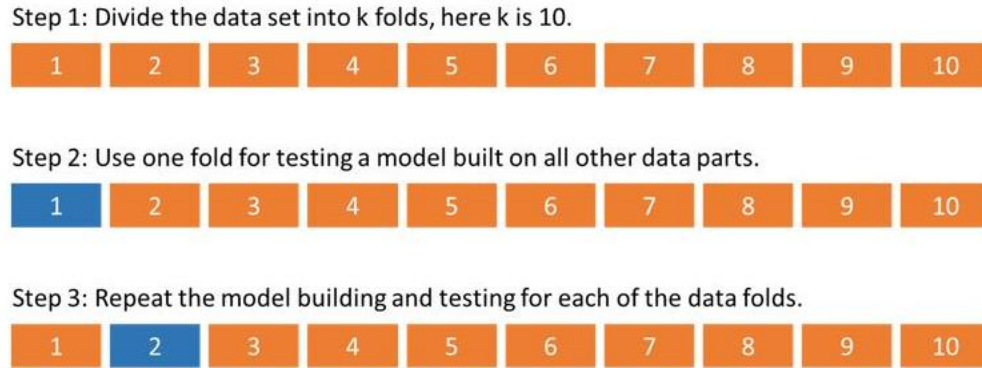 Step 1: Divide the data set into k folds, here k is 10.
1 2 3 4 5 6 7 8 9 10
Step 2: Use one fold for testing a model built on all other data parts.
1 2 3 4 5 6 7 8 9 10
Step 3: Repeat the model building and testing for each of the data folds.
1 2 3 4 5 6 7 8 9 10